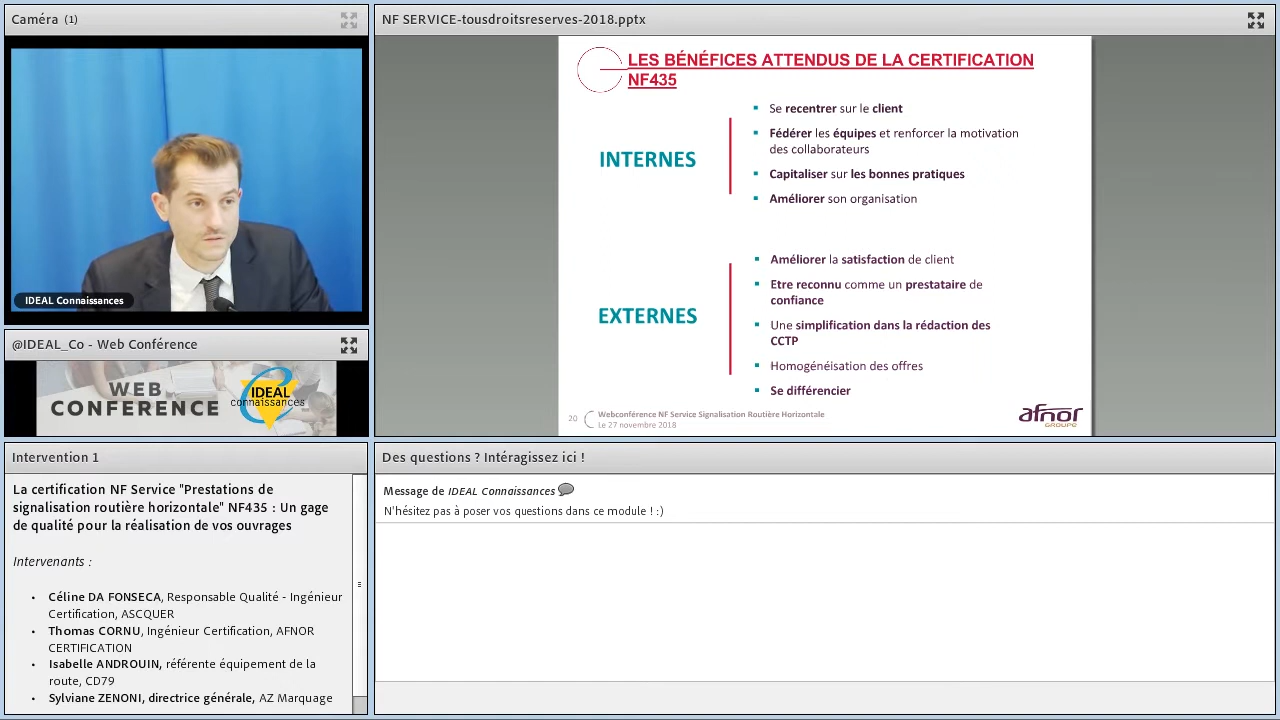 Caméra (1)
IDEAL Connaissances
@IDEAL_Co - Web Conférence
WEB
CONFERENCE
IDEAL
connaissances
Intervention 1
La certification NF Service "Prestations de
signalisation routière horizontale" NF435 : Un gage
de qualité pour la réalisation de vos ouvrages
Intervenants :
• Céline DA FONSECA, Responsable Qualité - Ingénieur
Certification, ASCQUER
• Thomas CORNU, Ingénieur Certification, AFNOR
CERTIFICATION
• Isabelle ANDROUIN, référente équipement de la
route, CD79
• Sylviane ZENONI, directrice générale, AZ Marquage
NF SERVICE-tousdroitsreserves-2018.pptx
LES BÉNÉFICES ATTENDUS DE LA CERTIFICATION
NF435
INTERNES
▪ Se recentrer sur le client
▪ Fédérer les équipes et renforcer la motivation
des collaborateurs
▪ Capitaliser sur les bonnes pratiques
▪ Améliorer son organisation
EXTERNES
▪ Améliorer la satisfaction de client
▪ Etre reconnu comme un prestataire de
confiance
▪ Une simplification dans la rédaction des
CCTP
▪ Homogénéisation des offres
▪ Se différencier
20
Webconférence NF Service Signalisation Routière Horizontale
Le 27 novembre 2018
afnor
GROUPE
Des questions ? Intéragissez ici !
Message de IDEAL Connaissances
N'hésitez pas à poser vos questions dans ce module ! :)